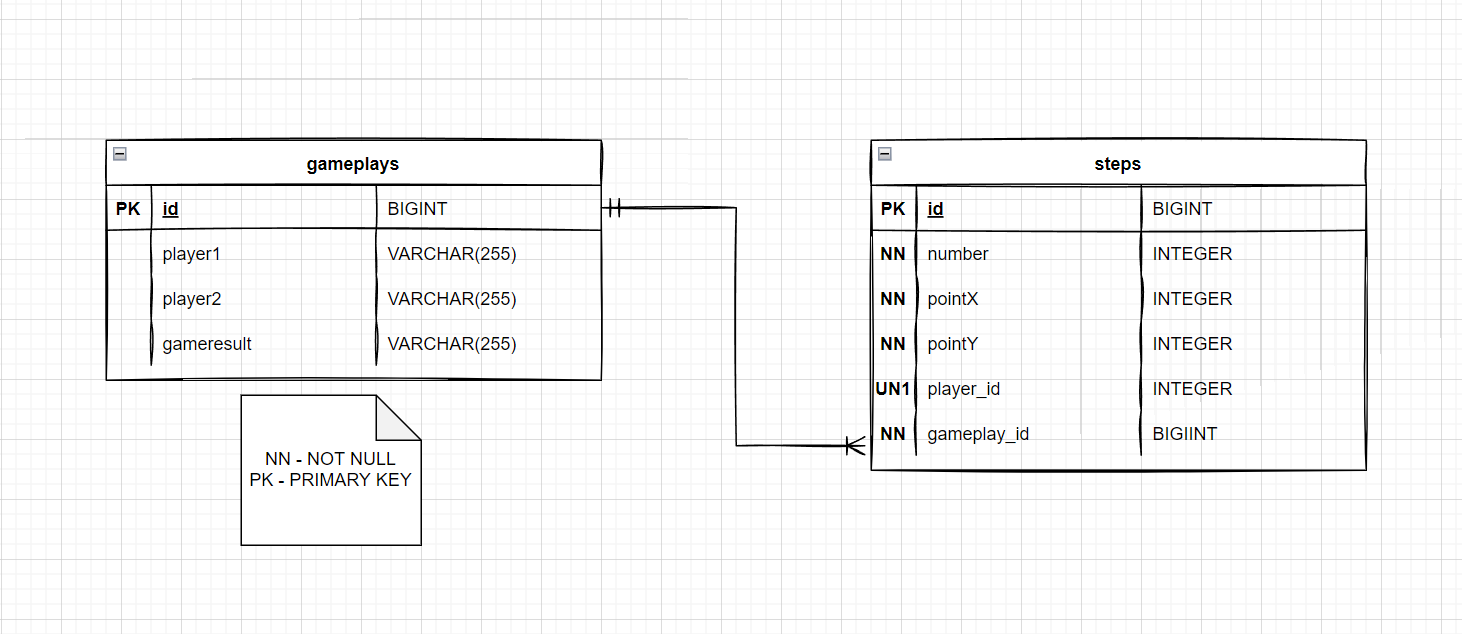 gameplays
PK id BIGINT
player1 VARCHAR(255)
player2 VARCHAR(255)
gameresult VARCHAR(255)
NN - NOT NULL
PK - PRIMARY KEY
steps
PK id BIGINT
NN number INTEGER
NN pointX INTEGER
NN pointY INTEGER
UN1 player_id INTEGER
NN gameplay_id BIGIINT